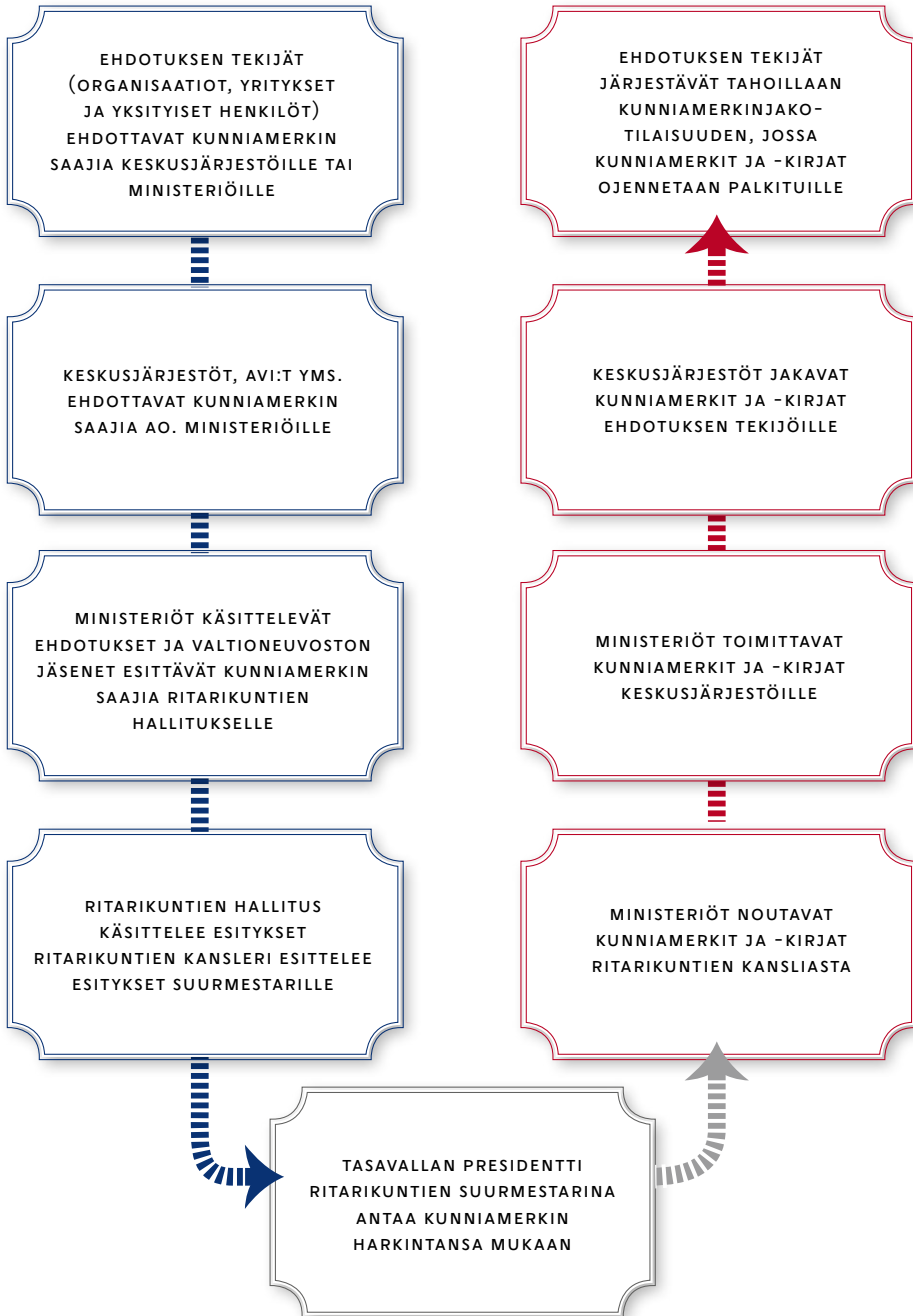 EHDOTUKSEN TEKIJÄT
(ORGANISAATIOT, YRITYKSET
JA YKSITYISET HENKILÖT)
EHDOTTAVAT KUNNIAMERKIN
SAAJIA KESKUSJÄRJESTÖILLE TAI
MINISTERIÖILLE
KESKUSJÄRJESTÖT, AVI:T YMS.
EHDOTTAVAT KUNNIAMERKIN
SAAJIA AO. MINISTERIÖILLE
MINISTERIÖT KÄSITTELEVÄT
EHDOTUKSET JA VALTIONEUVOSTON
JÄSENET ESITTÄVÄT KUNNIAMERKIN
SAAJIA RITARIKUNTIEN
HALLITUKSELLE
RITARIKUNTIEN HALLITUS
KÄSITTELEE ESITYKSET
RITARIKUNTIEN KANSLERI ESITTELEE
ESITYKSET SUURMESTARILLE
TASAVALLAN PRESIDENTTI
RITARIKUNTIEN SUURMESTARINA
ANTAA KUNNIAMERKIN
HARKINTANSA MUKAAN
MINISTERIÖT NOUTAVAT
KUNNIAMERKIT JA -KIRJAT
RITARIKUNTIEN KANSLIASTA
MINISTERIÖT TOIMITTAVAT
KUNNIAMERKIT JA -KIRJAT
KESKUSJÄRJESTÖILLE
KESKUSJÄRJESTÖT JAKAVAT
KUNNIAMERKIT JA -KIRJAT
EHDOTUKSEN TEKIJÖILLE
EHDOTUKSEN TEKIJÄT
JÄRJESTÄVÄT TAHOILLAAN
KUNNIAMERKINJAKO-
TILAISUUDEN, JOSSA
KUNNIAMERKIT JA -KIRJAT
OJENNETAAN PALKITUILLE